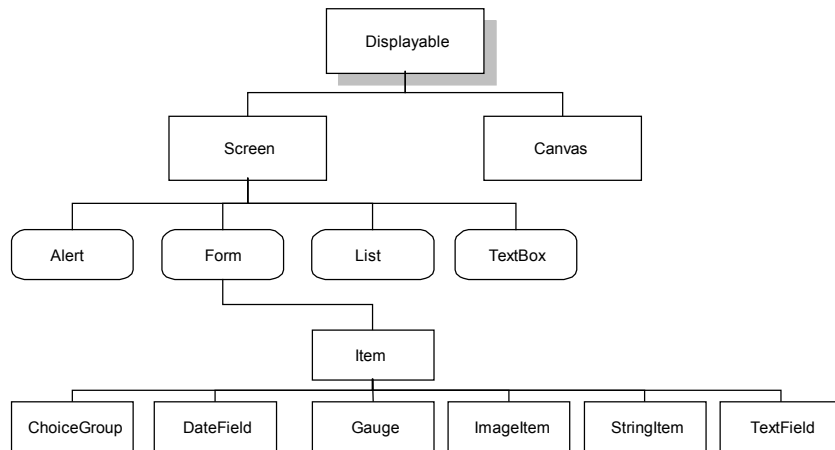 Displayable
Screen
Canvas
Alert
Form
List
TextBox
Item
ChoiceGroup
DateField
Gauge
ImageItem
StringItem
TextField